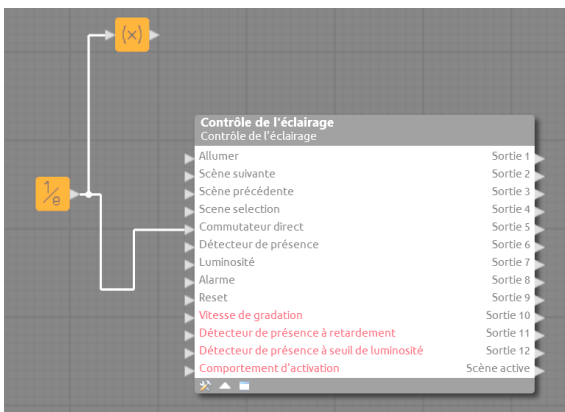 (×)
Contrôle de l'éclairage
Contrôle de l'éclairage
Allumer Sortie 1
Scène suivante Sortie 2
Scène précédente Sortie 3
Scene selection Sortie 4
Commutateur direct Sortie 5
Détecteur de présence Sortie 6
Luminosité Sortie 7
Alarme Sortie 8
Reset Sortie 9
Vitesse de gradation Sortie 10
Détecteur de présence à retardement Sortie 11
Détecteur de présence à seuil de luminosité Sortie 12
Comportement d'activation Scène active
1/0